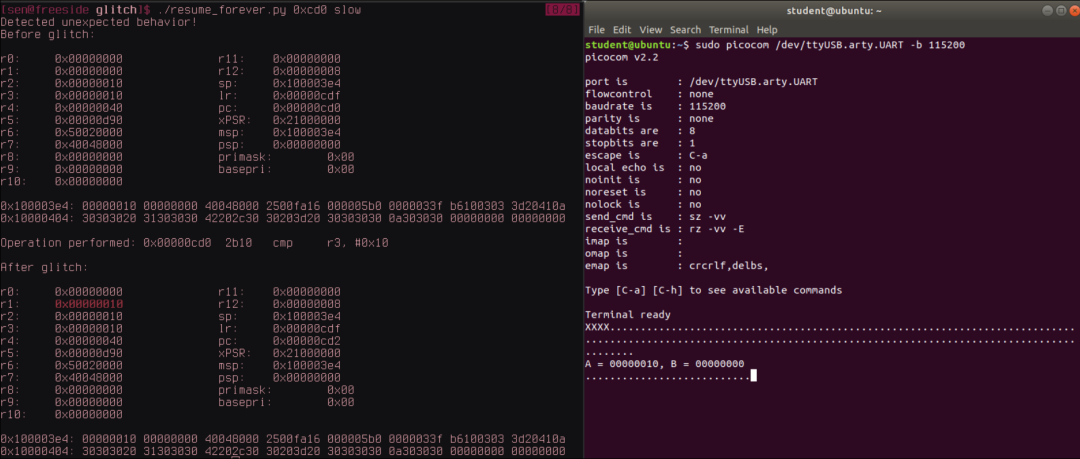 [sen@freeside glitch]$ ./resume_forever.py 0xcd0 slow [8/8]
Detected unexpected behavior!
Before glitch:
r0: 0x00000000 r11: 0x00000000
r1: 0x00000000 r12: 0x00000008
r2: 0x00000010 sp: 0x100003e4
r3: 0x00000010 lr: 0x00000cdf
r4: 0x00000040 pc: 0x00000cd0
r5: 0x00000d90 xPSR: 0x21000000
r6: 0x50020000 msp: 0x100003e4
r7: 0x40048000 psp: 0x00000000
r8: 0x00000000 primask: 0x00
r9: 0x00000000 basepri: 0x00
r10: 0x00000000
0x100003e4: 00000010 00000000 40048000 2500fa16 000005b0 0000033f b6100303 3d20410a
0x10000404: 30303020 31303030 42202c30 30203d20 30303030 0a303030 00000000 00000000
Operation performed: 0x00000cd0 2b10 cmp r3, #0x10
After glitch:
r0: 0x00000000 r11: 0x00000000
r1: 0x00000010 r12: 0x00000008
r2: 0x00000010 sp: 0x100003e4
r3: 0x00000010 lr: 0x00000cdf
r4: 0x00000040 pc: 0x00000cd2
r5: 0x00000d90 xPSR: 0x21000000
r6: 0x50020000 msp: 0x100003e4
r7: 0x40048000 psp: 0x00000000
r8: 0x00000000 primask: 0x00
r9: 0x00000000 basepri: 0x00
r10: 0x00000000
0x100003e4: 00000010 00000000 40048000 2500fa16 000005b0 0000033f b6100303 3d20410a
0x10000404: 30303020 31303030 42202c30 30203d20 30303030 0a303030 00000000 00000000
student@ubuntu: ~
File Edit View Search Terminal Help
student@ubuntu:~$ sudo picocom /dev/ttyUSB.arty.UART -b 115200
picocom v2.2
port is : /dev/ttyUSB.arty.UART
flowcontrol : none
baudrate is : 115200
parity is : none
databits are : 8
stopbits are : 1
escape is : C-a
local echo is : no
noinit is : no
noreset is : no
nolock is : no
send_cmd is : sz -vv
receive_cmd is : rz -vv -E
imap is :
omap is :
emap is : crcrlf,delbs,
Type [C-a] [C-h] to see available commands
Terminal ready
XXXX...........................................................................
...............................................................................
........
A = 00000010, B = 00000000
............................